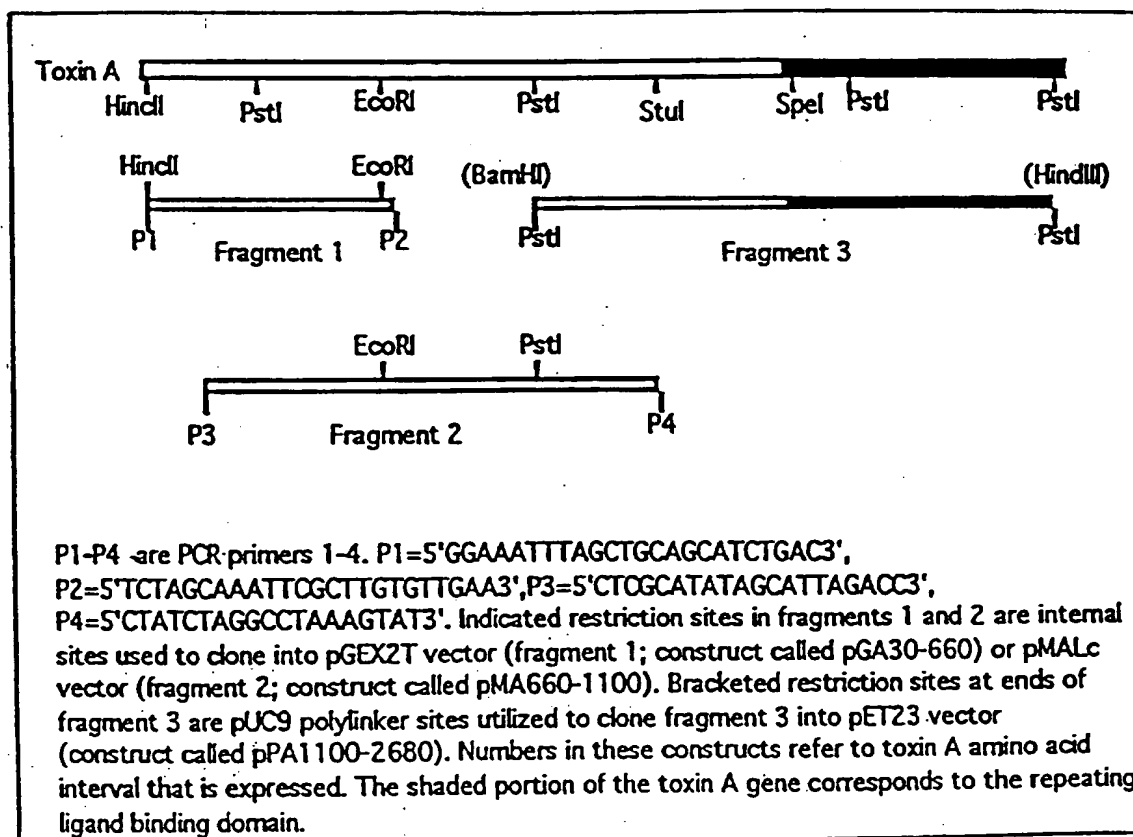 Toxin A
HincII PstI EcoRI PstI StuI SpeI PstI PstI
HincII EcoRI (BamHI) (HindIII)
P1 Fragment 1 P2 PstI Fragment 3 PstI
EcoRI PstI
P3 Fragment 2 P4
P1-P4 are PCR primers 1-4. P1=5'GGAAATTTAGCTGCAGCATCTGAC3',
P2=5'TCTAGCAAATTCGCTTGTGTTGAA3',P3=5'CTCGCATATAGCATTAGACC3',
P4=5'CTATCTAGGCCTAAAGTAT3'. Indicated restriction sites in fragments 1 and 2 are internal
sites used to clone into pGEX2T vector (fragment 1; construct called pGA30-660) or pMALc
vector (fragment 2; construct called pMA660-1100). Bracketed restriction sites at ends of
fragment 3 are pUC9 polylinker sites utilized to clone fragment 3 into pET23 vector
(construct called pPA1100-2680). Numbers in these constructs refer to toxin A amino acid
interval that is expressed. The shaded portion of the toxin A gene corresponds to the repeating
ligand binding domain.